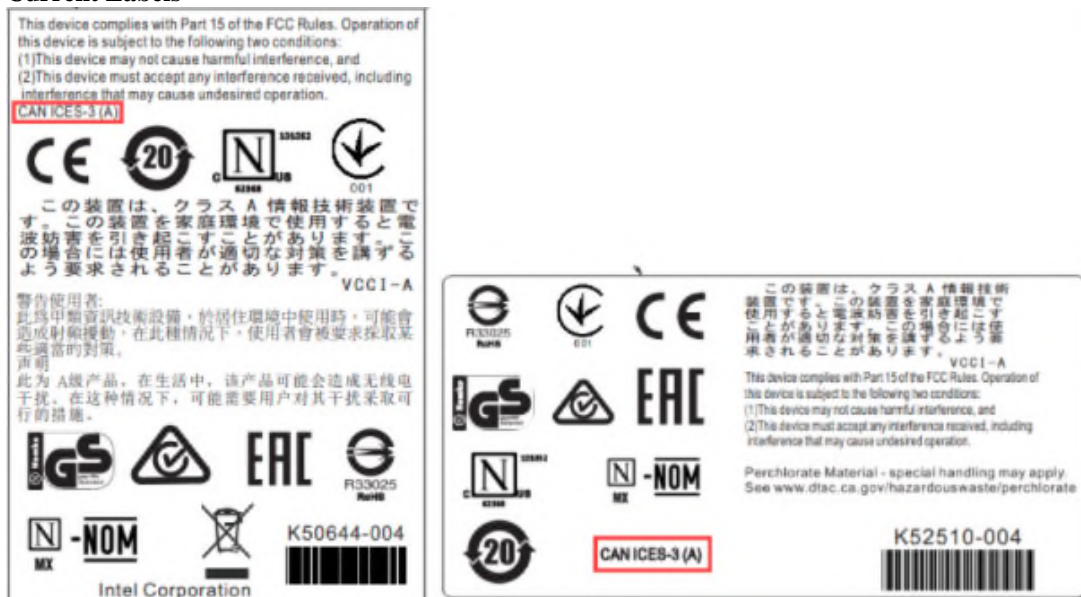 Current Labels
This device complies with Part 15 of the FCC Rules. Operation of
this device is subject to the following two conditions:
(1)This device may not cause harmful interference, and
(2)This device must accept any interference received, including
interference that may cause undesired operation.
CAN ICES-3 (A)
CE
20
N
C
US
62368
001
この装置は、クラス A 情報技術装置で
す。この装置を家庭環境で使用すると電
波妨害を引き起こすことがあります。こ
の場合には使用者が適切な対策を講ずる
よう要求されることがあります。
VCCI-A
警告使用者:
此為甲類資訊技術設備，於居住環境中使用時，可能會
造成射頻擾動，在此種情況下，使用者會被要求採取某
些適當的對策。
声明
此为 A级产品，在生活中，该产品可能会造成无线电
干扰。在这种情况下，可能需要用户对其干扰采取可
行的措施。
GS
EAC
R33025
RoHS
N
MX
-NOM
K50644-004
Intel Corporation
R33025
RoHS
001
CE
GS
EAC
N
C
US
N
MX
-NOM
20
CAN ICES-3 (A)
この装置は、クラス A 情報技術
装置です。この装置を家庭環境で
使用すると電波妨害を引き起こす
ことがあります。この場合には使
用者が適切な対策を講ずるよう要
求されることがあります。
VCCI-A
This device complies with Part 15 of the FCC Rules. Operation of
this device is subject to the following two conditions:
(1)This device may not cause harmful interference, and
(2)This device must accept any interference received, including
interference that may cause undesired operation.
Perchlorate Material - special handling may apply.
See www.dtsc.ca.gov/hazardouswaste/perchlorate
K52510-004